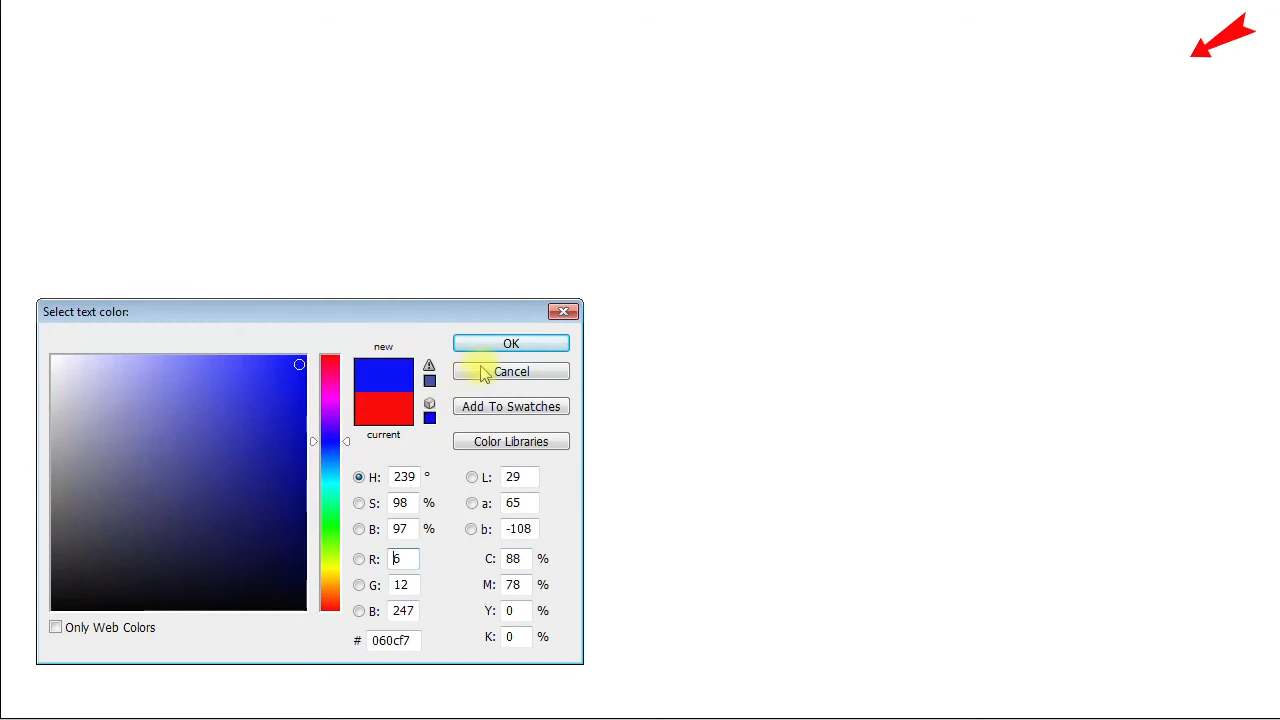 Select text color:
new
OK
Cancel
Add To Swatches
current
Color Libraries
H: 239 ° L: 29
S: 98 % a: 65
B: 97 % b: -108
R: 6 C: 88 %
G: 12 M: 78 %
B: 247 Y: 0 %
# 060cf7 K: 0 %
Only Web Colors